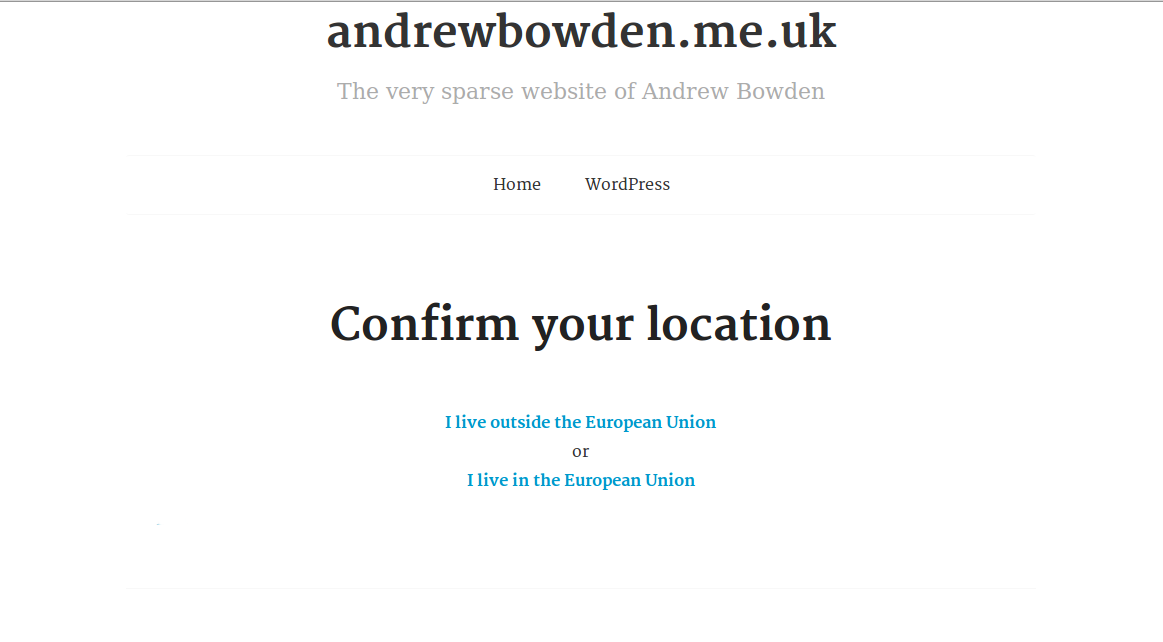 andrewbowden.me.uk
The very sparse website of Andrew Bowden
Home WordPress
Confirm your location
I live outside the European Union
or
I live in the European Union